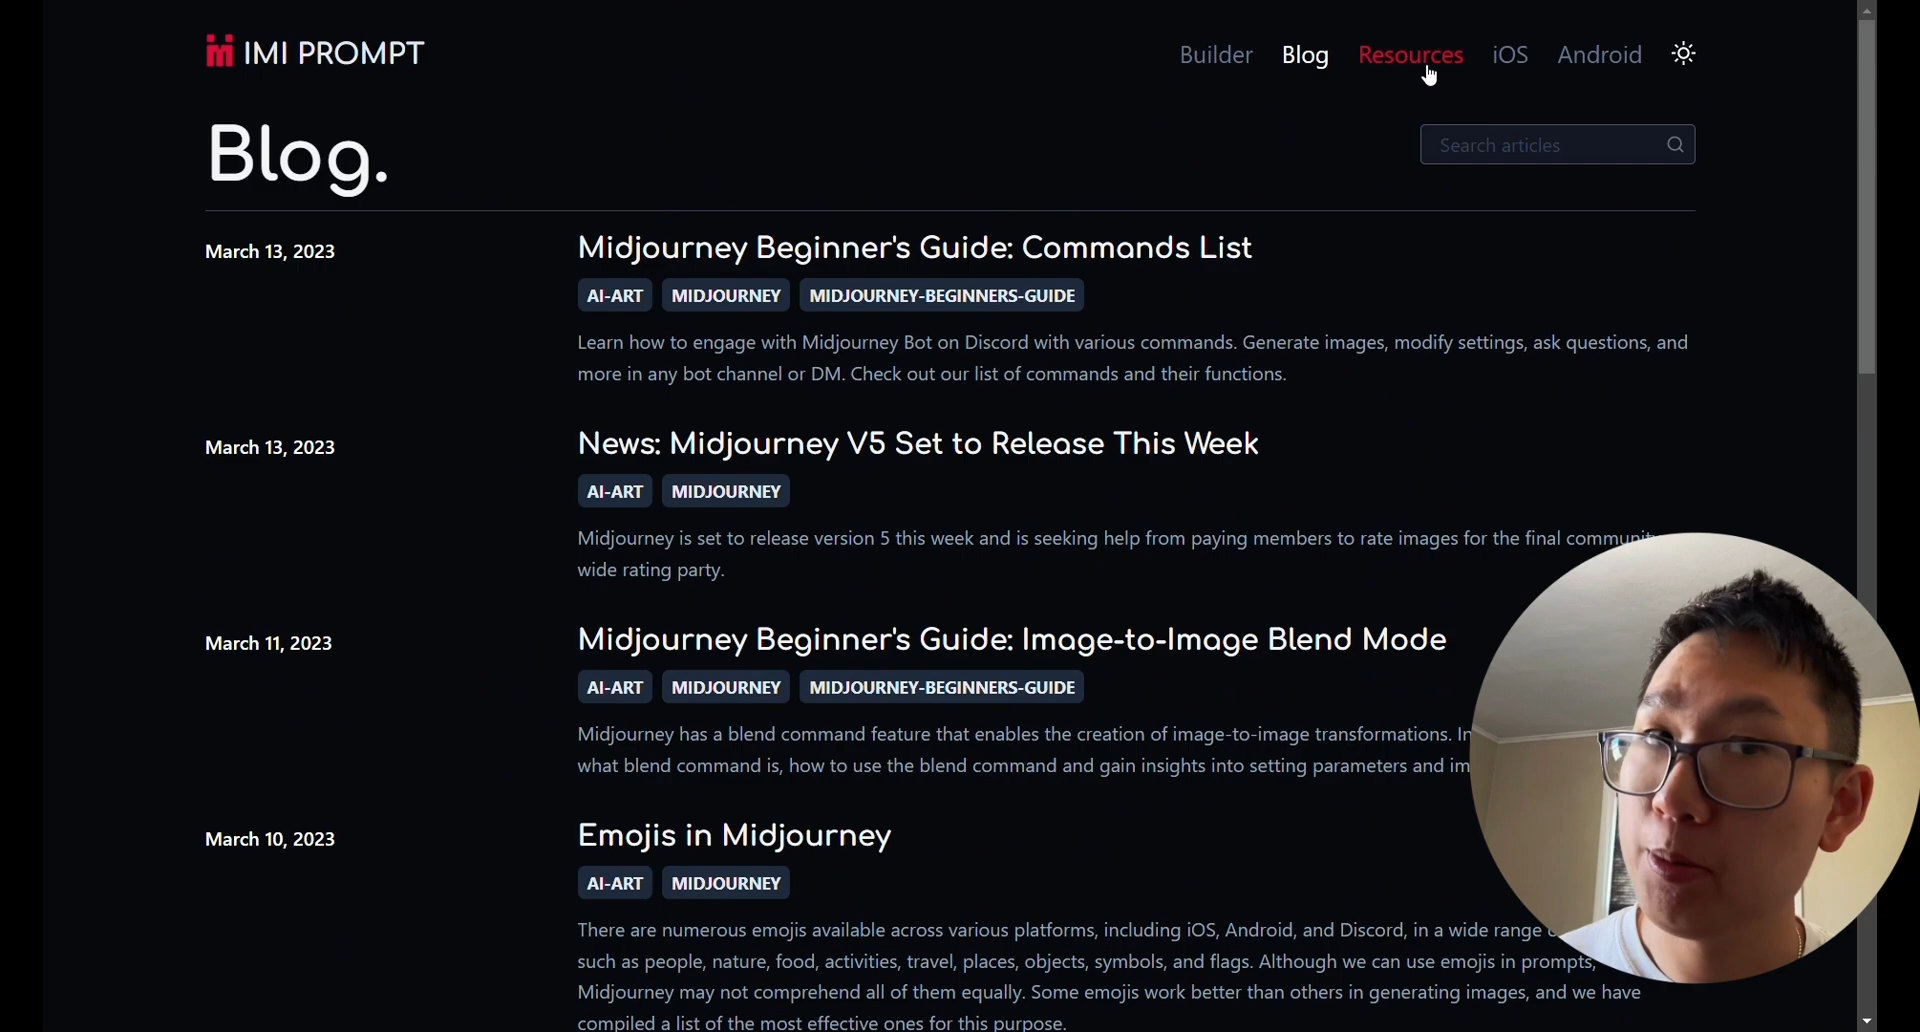 IMI PROMPT
Builder Blog Resources iOS Android
Blog.
Search articles
March 13, 2023
Midjourney Beginner's Guide: Commands List
AI-ART MIDJOURNEY MIDJOURNEY-BEGINNERS-GUIDE
Learn how to engage with Midjourney Bot on Discord with various commands. Generate images, modify settings, ask questions, and
more in any bot channel or DM. Check out our list of commands and their functions.
March 13, 2023
News: Midjourney V5 Set to Release This Week
AI-ART MIDJOURNEY
Midjourney is set to release version 5 this week and is seeking help from paying members to rate images for the final
wide rating party.
March 11, 2023
Midjourney Beginner's Guide: Image-to-Image Blend Mode
AI-ART MIDJOURNEY MIDJOURNEY-BEGINNERS-GUIDE
Midjourney has a blend command feature that enables the creation of image-to-image transformations.
what blend command is, how to use the blend command and gain insights into setting parameters and
March 10, 2023
Emojis in Midjourney
AI-ART MIDJOURNEY
There are numerous emojis available across various platforms, including iOS, Android, and Discord, in a wide range
such as people, nature, food, activities, travel, places, objects, symbols, and flags. Although we can use emojis in prompts,
Midjourney may not comprehend all of them equally. Some emojis work better than others in generating images, and we have
compiled a list of the most effective ones for this purpose.